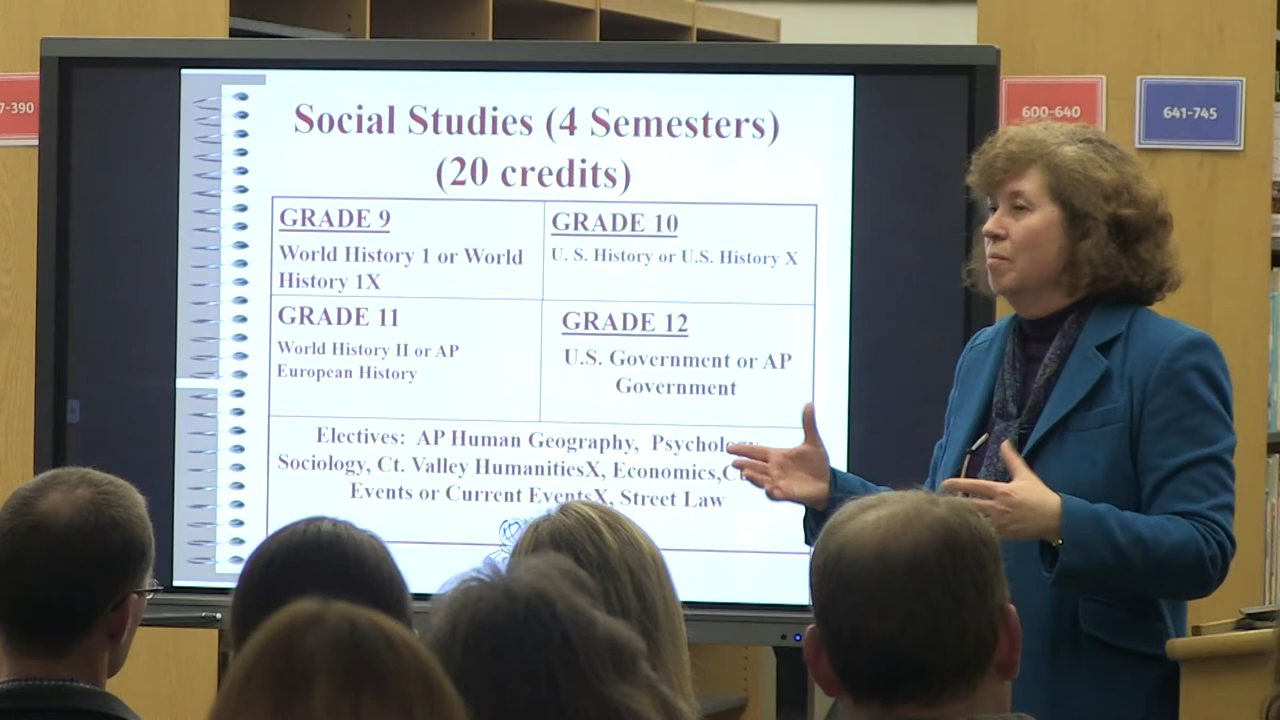 7-390
600-640
641-745
Social Studies (4 Semesters)
(20 credits)
GRADE 9
World History 1 or World
History 1X
GRADE 10
U. S. History or U.S. History X
GRADE 11
World History II or AP
European History
GRADE 12
U.S. Government or AP
Government
Electives: AP Human Geography, Psychology
Sociology, Ct. Valley HumanitiesX, Economics,
Events or Current EventsX, Street Law